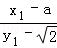 x₁ − a
y₁ − √2